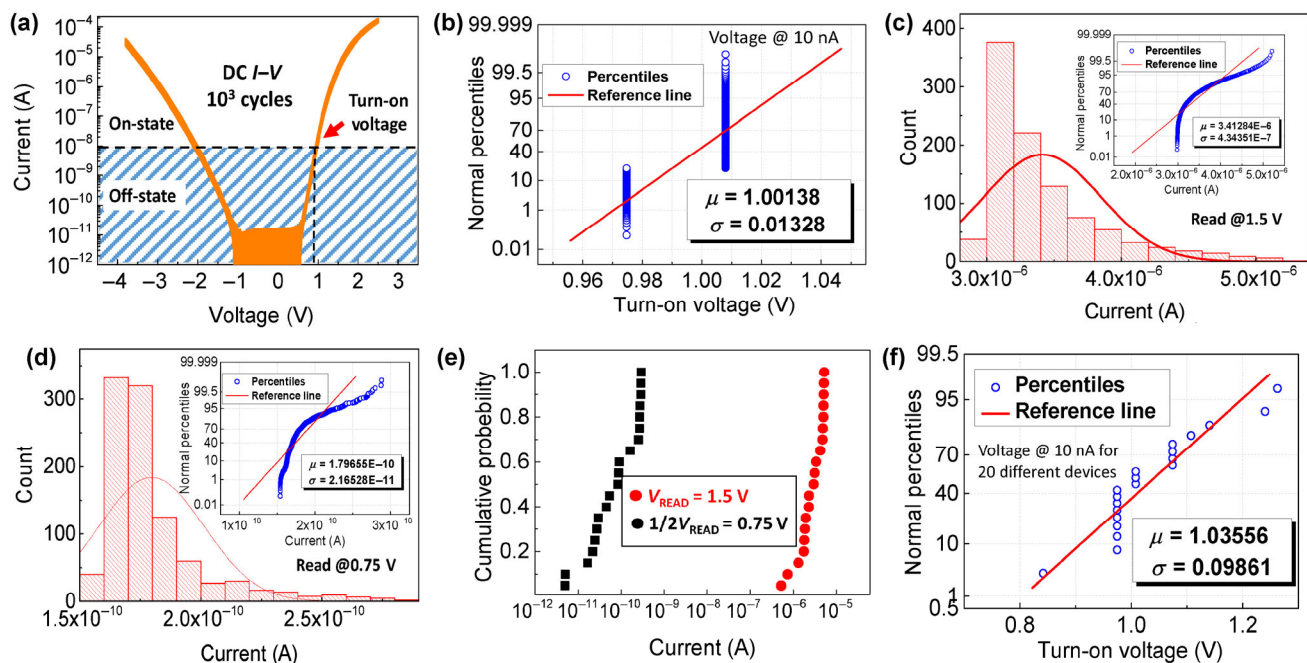 (a)
Current (A)
10⁻⁴
10⁻⁵
10⁻⁶
10⁻⁷
10⁻⁸
10⁻⁹
10⁻¹⁰
10⁻¹¹
10⁻¹²
DC I–V
10³ cycles
On-state
Off-state
Turn-on
voltage
−4 −3 −2 −1 0 1 2 3
Voltage (V)
(b)
Normal percentiles
99.999
99.5
95
70
40
10
1
0.01
Voltage @ 10 nA
Percentiles
Reference line
μ = 1.00138
σ = 0.01328
0.96 0.98 1.00 1.02 1.04
Turn-on voltage (V)
(c)
Count
400
300
200
100
0
Normal percentiles
99.999
99.5
95
40
10
1
0.01
Percentiles
Reference line
μ = 3.41284E−6
σ = 4.34351E−7
2.0x10⁻⁶ 3.0x10⁻⁶ 4.0x10⁻⁶ 5.0x10⁻⁶
Current (A)
Read @1.5 V
3.0x10⁻⁶ 4.0x10⁻⁶ 5.0x10⁻⁶
Current (A)
(d)
Count
300
200
100
0
Normal percentiles
99.999
99.5
95
40
10
1
0.01
Percentiles
Reference line
μ = 1.79655E−10
σ = 2.16528E−11
1x10¹⁰ 2x10¹⁰ 3x10¹⁰
Current (A)
Read @0.75 V
1.5x10⁻¹⁰ 2.0x10⁻¹⁰ 2.5x10⁻¹⁰
Current (A)
(e)
Cumulative probebility
1.0
0.8
0.6
0.4
0.2
V_READ = 1.5 V
1/2V_READ = 0.75 V
10⁻¹² 10⁻¹¹ 10⁻¹⁰ 10⁻⁹ 10⁻⁸ 10⁻⁷ 10⁻⁶ 10⁻⁵
Current (A)
(f)
Normal percentiles
99.5
95
70
40
10
1
0.5
Percentiles
Reference line
Voltage @ 10 nA for
20 different devices
μ = 1.03556
σ = 0.09861
0.8 1.0 1.2
Turn-on voltage (V)